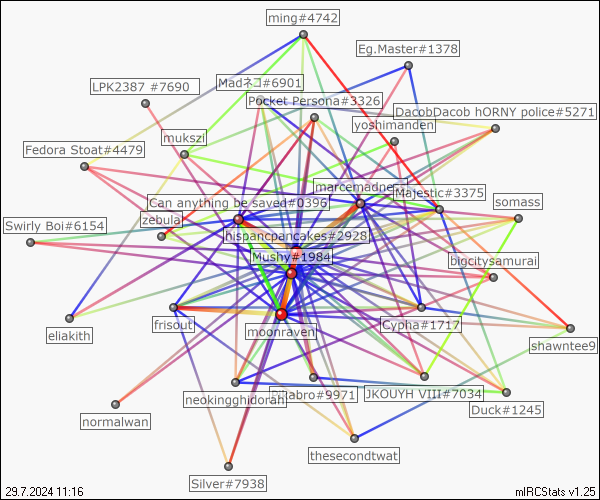 ming#4742
Eg.Master#1378
LPK2387 #7690
Madネコ#6901
Pocket Persona#3326
DacobDacob hORNY police#5271
yoshimanden
mukszi
Fedora Stoat#4479
marcemadne
Majestic#3375
somass
Can anything be saved#0396
zebula
Swirly Boi#6154
hispancpancakes#2928
Mushy#1984
bigcitysamurai
eliakith
frisout
moonraven
Cypha#1717
shawntee9
neokingghidorah
#9971
JKOUYH VIII#7034
Duck#1245
normalwan
thesecondtwat
Silver#7938
29.7.2024 11:16
mIRCStats v1.25